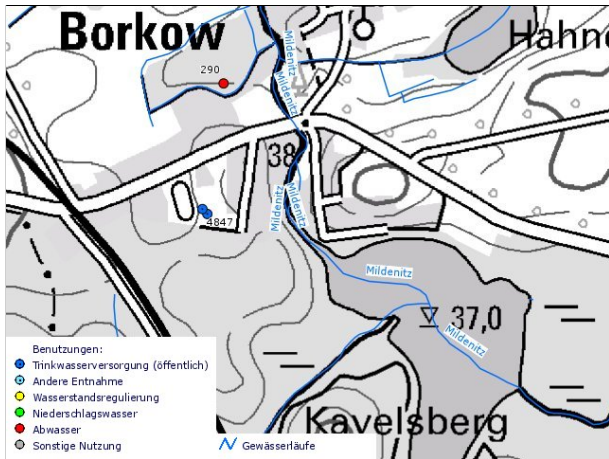 Borkow
Hahne
290
Mildenitz
Mildenitz
38
Mildenitz
Mildenitz
4847
Mildenitz
37,0
Mildenitz
Kavelsberg
Benutzungen:
Trinkwasserversorgung (öffentlich)
Andere Entnahme
Wasserstandsregulierung
Niederschlagswasser
Abwasser
Sonstige Nutzung
Gewässerläufe